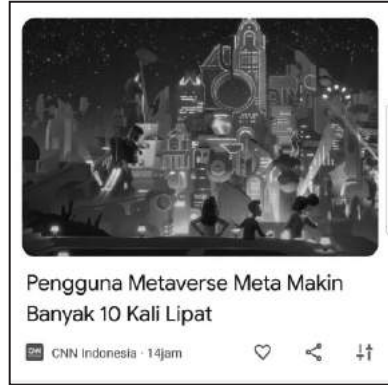 Pengguna Metaverse Meta Makin
Banyak 10 Kali Lipat
CNN Indonesia · 14jam